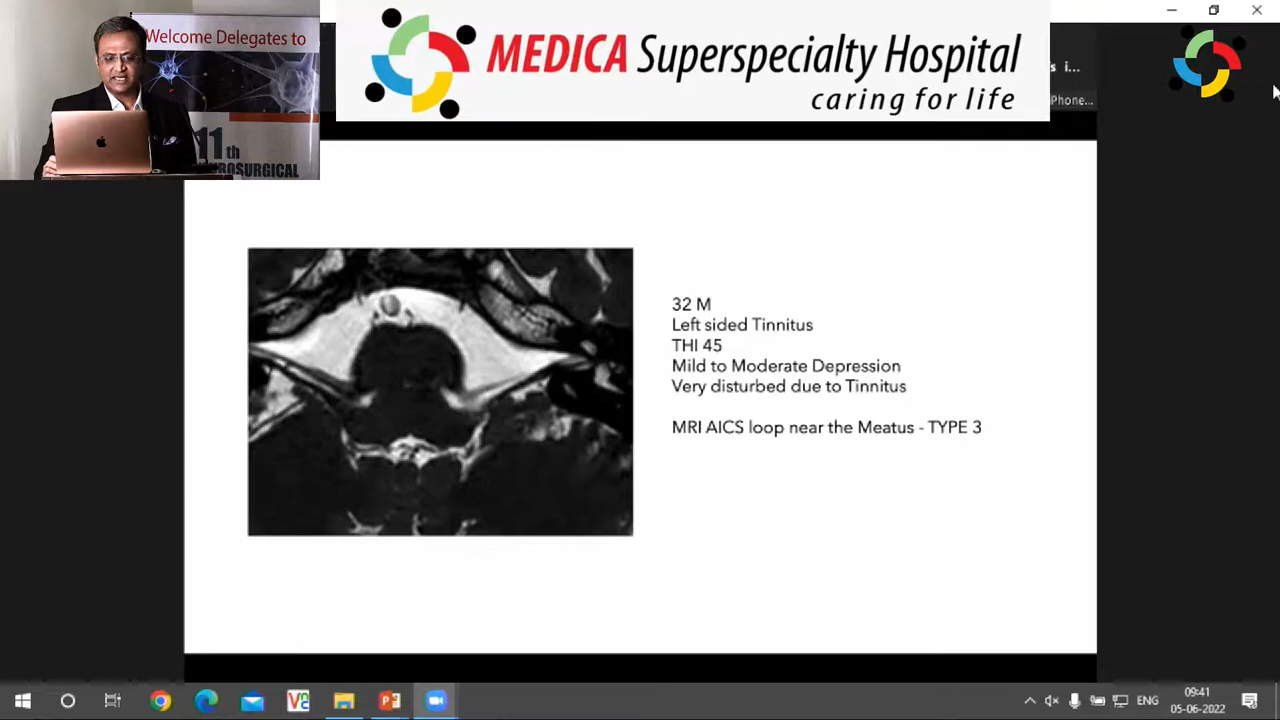 Welcome Delegates to
11th
ROSURGICAL
MEDICA Superspecialty Hospital
caring for life
s i...
Phone...
32 M
Left sided Tinnitus
THI 45
Mild to Moderate Depression
Very disturbed due to Tinnitus
MRI AICS loop near the Meatus - TYPE 3
ENG
09:41
05-06-2022